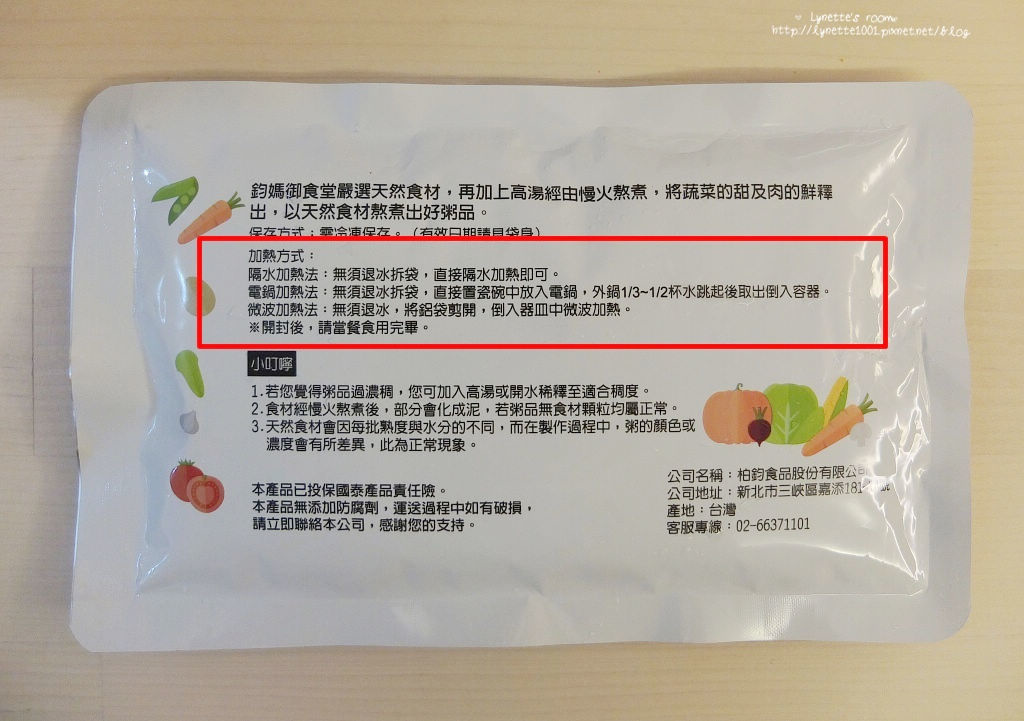 ♥ Lynette's room
http://lynette1001.pixnet.net/blog
鈞媽御食堂嚴選天然食材，再加上高湯經由慢火熬煮，將蔬菜的甜及肉的鮮釋
出，以天然食材熬煮出好粥品。
保存方式：需冷凍保存。（有效日期請見袋身）
加熱方式：
隔水加熱法：無須退冰拆袋，直接隔水加熱即可。
電鍋加熱法：無須退冰拆袋，直接置瓷碗中放入電鍋，外鍋1/3~1/2杯水跳起後取出倒入容器。
微波加熱法：無須退冰，將鋁袋剪開，倒入器皿中微波加熱。
※開封後，請當餐食用完畢。
小叮嚀
1.若您覺得粥品過濃稠，您可加入高湯或開水稀釋至適合稠度。
2.食材經慢火熬煮後，部分會化成泥，若粥品無食材顆粒均屬正常。
3.天然食材會因每批熟度與水分的不同，而在製作過程中，粥的顏色或
濃度會有所差異，此為正常現象。
本產品已投保國泰產品責任險。
本產品無添加防腐劑，運送過程中如有破損，
請立即聯絡本公司，感謝您的支持。
公司名稱：柏鈞食品股份有限公司
公司地址：新北市三峽區嘉添181號
產地：台灣
客服專線：02-66371101